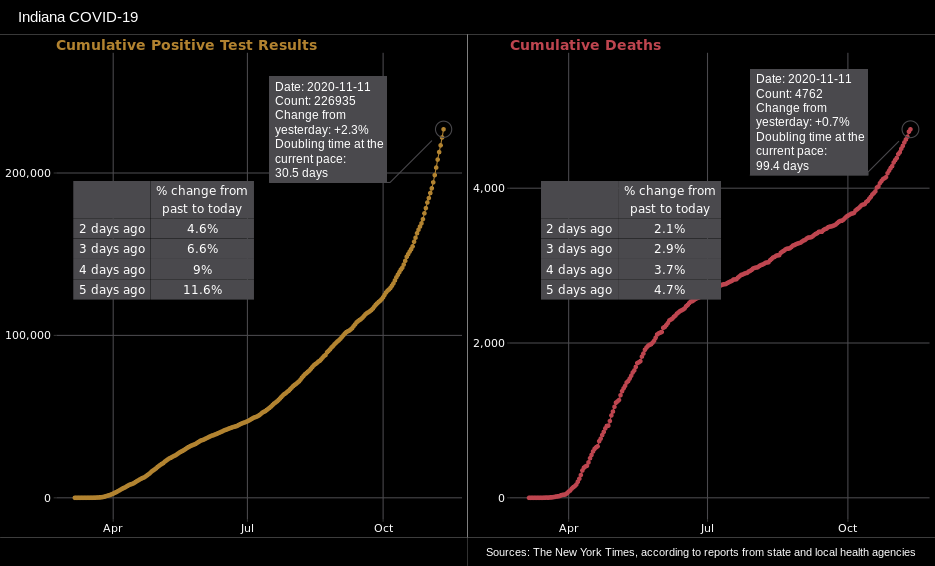 Indiana COVID-19
Cumulative Positive Test Results
Date: 2020-11-11
Count: 226935
Change from
yesterday: +2.3%
Doubling time at the
current pace:
30.5 days
200,000
% change from
past to today
2 days ago 4.6%
3 days ago 6.6%
4 days ago 9%
5 days ago 11.6%
100,000
0
Apr Jul Oct
Cumulative Deaths
Date: 2020-11-11
Count: 4762
Change from
yesterday: +0.7%
Doubling time at the
current pace:
99.4 days
4,000
% change from
past to today
2 days ago 2.1%
3 days ago 2.9%
4 days ago 3.7%
5 days ago 4.7%
2,000
0
Apr Jul Oct
Sources: The New York Times, according to reports from state and local health agencies